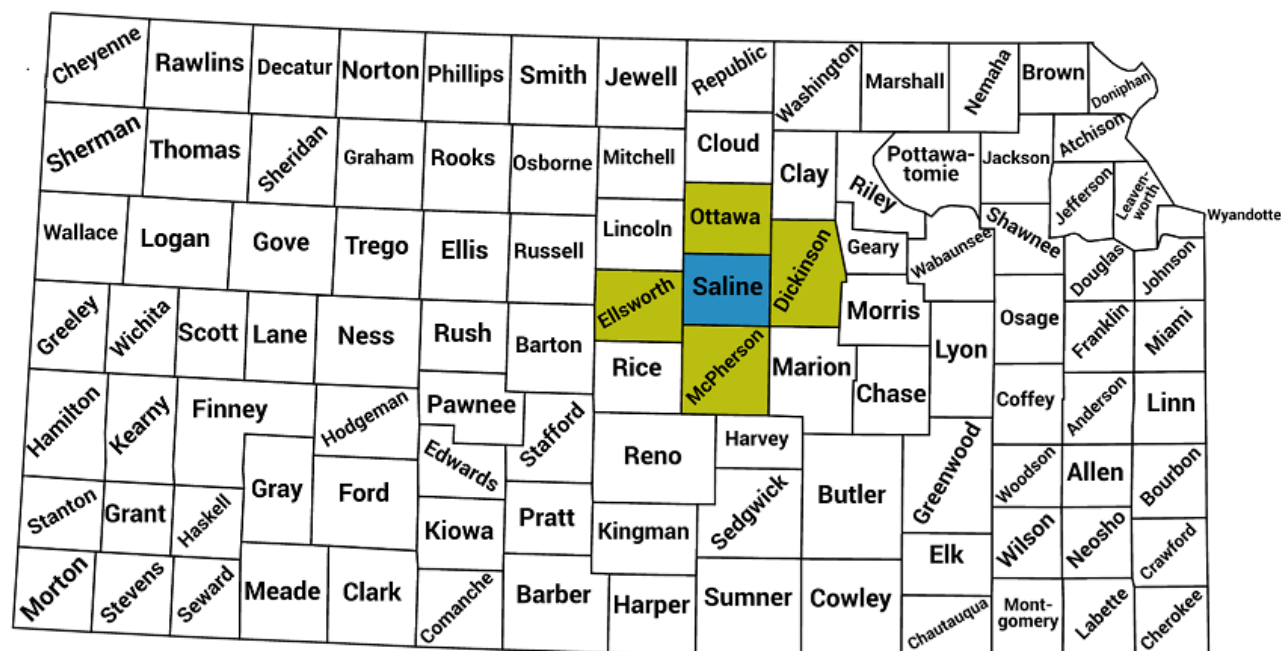 Cheyenne
Rawlins
Decatur
Norton
Phillips
Smith
Jewell
Republic
Washington
Marshall
Nemaha
Brown
Doniphan
Sherman
Thomas
Sheridan
Graham
Rooks
Osborne
Mitchell
Cloud
Clay
Riley
Pottawa-
tomie
Jackson
Atchison
Jefferson
Leaven-
worth
Wyandotte
Wallace
Logan
Gove
Trego
Ellis
Russell
Lincoln
Ottawa
Dickinson
Geary
Wabaunsee
Shawnee
Douglas
Johnson
Greeley
Wichita
Scott
Lane
Ness
Rush
Barton
Ellsworth
Saline
Morris
Lyon
Osage
Franklin
Miami
Rice
McPherson
Marion
Chase
Coffey
Anderson
Linn
Hamilton
Kearny
Finney
Hodgeman
Pawnee
Edwards
Stafford
Reno
Harvey
Sedgwick
Butler
Greenwood
Woodson
Allen
Bourbon
Stanton
Grant
Haskell
Gray
Ford
Kiowa
Pratt
Kingman
Elk
Wilson
Neosho
Crawford
Morton
Stevens
Seward
Meade
Clark
Comanche
Barber
Harper
Sumner
Cowley
Chautauqua
Mont-
gomery
Labette
Cherokee